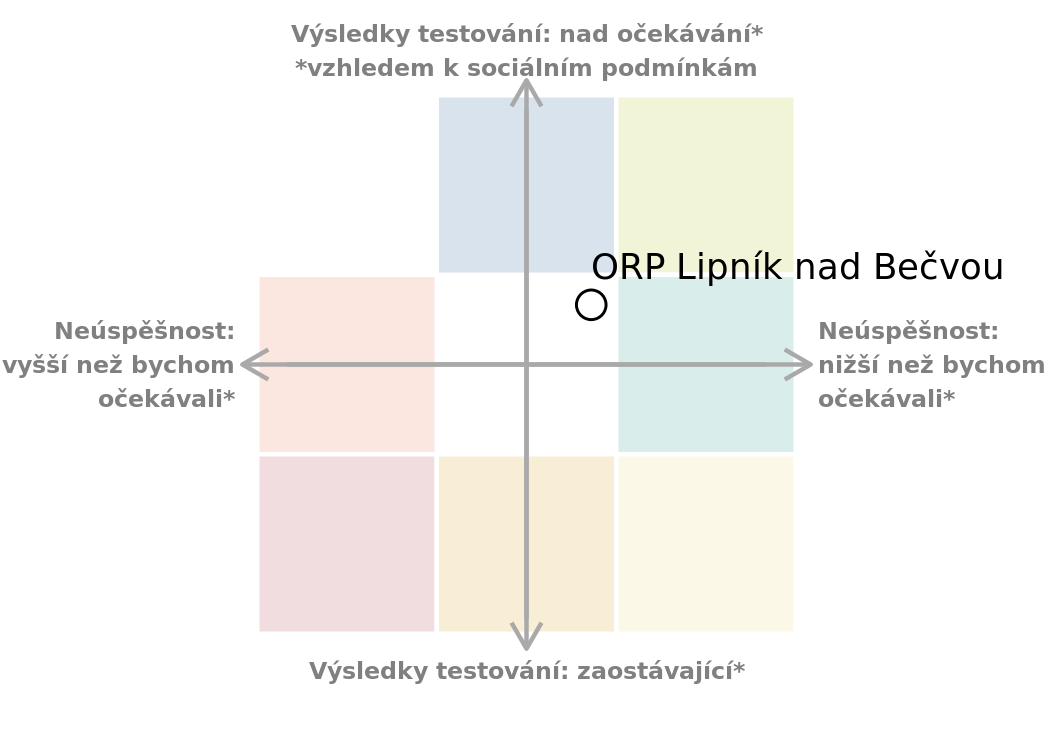 Výsledky testování: nad očekávání*
*vzhledem k sociálním podmínkám
ORP Lipník nad Bečvou
Neúspěšnost:
vyšší než bychom
očekávali*
Neúspěšnost:
nižší než bychom
očekávali*
Výsledky testování: zaostávající*